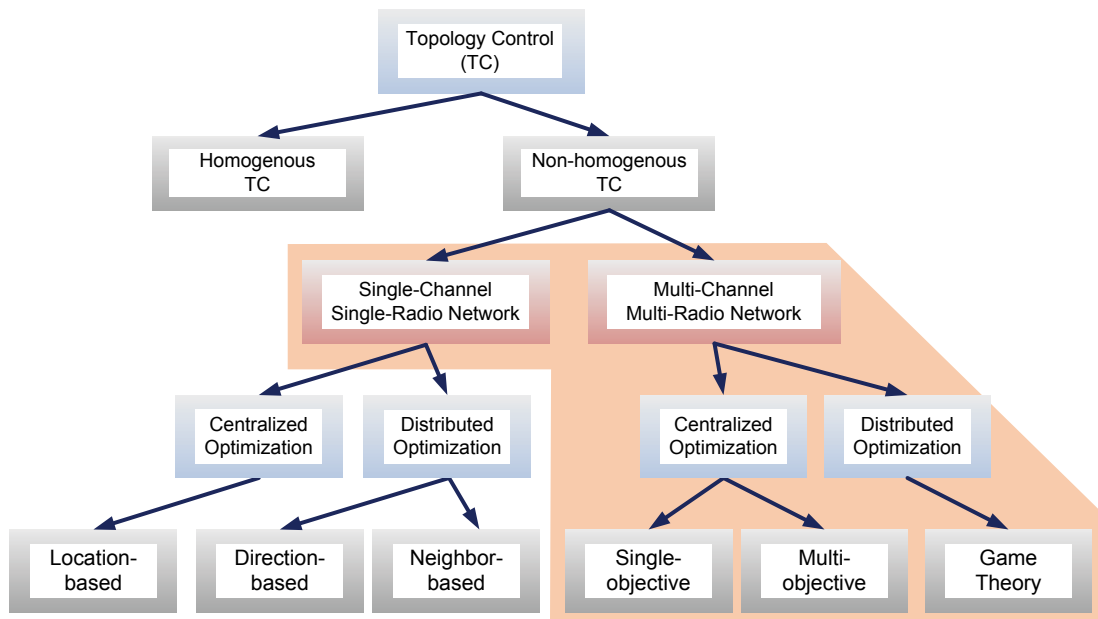 Topology Control
(TC)
Homogenous
TC
Non-homogenous
TC
Single-Channel
Single-Radio Network
Multi-Channel
Multi-Radio Network
Centralized
Optimization
Distributed
Optimization
Centralized
Optimization
Distributed
Optimization
Location-
based
Direction-
based
Neighbor-
based
Single-
objective
Multi-
objective
Game
Theory